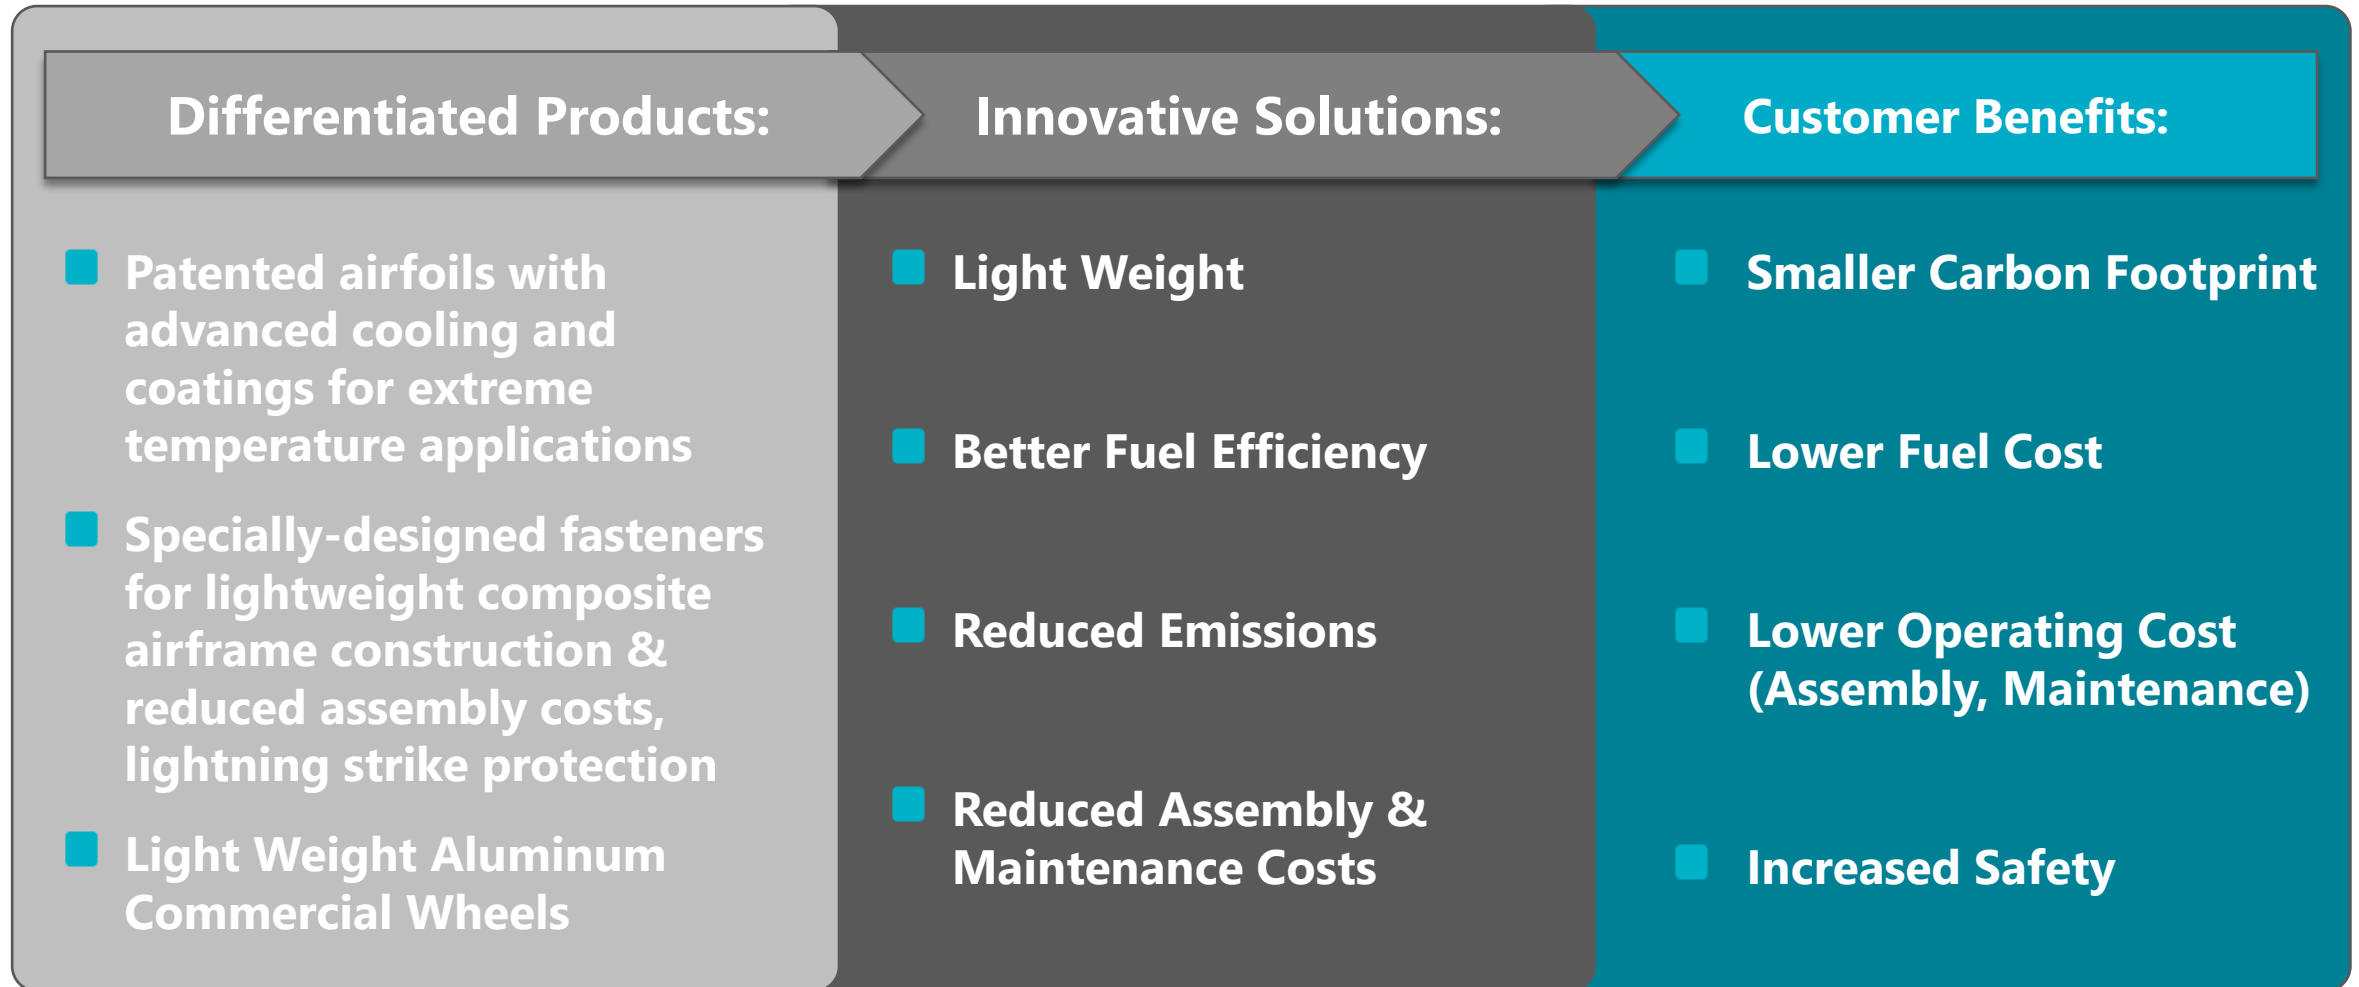 Differentiated Products:
Patented airfoils with
advanced cooling and
coatings for extreme
temperature applications
Specially-designed fasteners
for lightweight composite
airframe construction &
reduced assembly costs,
lightning strike protection
Light Weight Aluminum
Commercial Wheels
Innovative Solutions:
Light Weight
Better Fuel Efficiency
Reduced Emissions
Reduced Assembly &
Maintenance Costs
Customer Benefits:
Smaller Carbon Footprint
Lower Fuel Cost
Lower Operating Cost
(Assembly, Maintenance)
Increased Safety